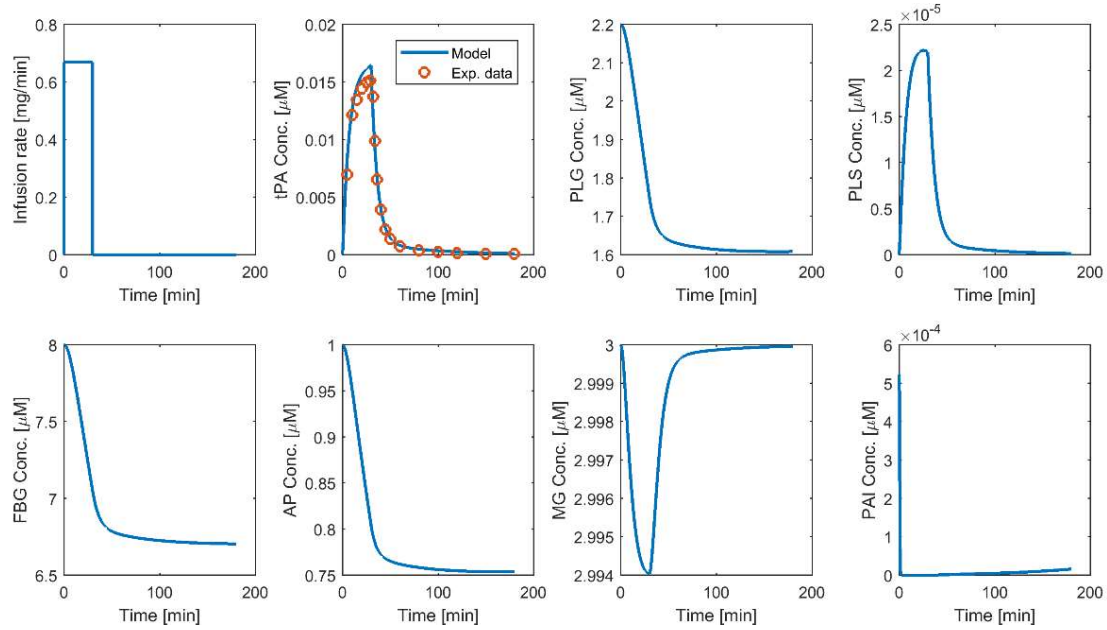 Infusion rate [mg/min]
0.8
0.6
0.4
0.2
0
0 100 200
Time [min]
tPA Conc. [μM]
0.02
0.015
0.01
0.005
0
Model
Exp. data
0 100 200
Time [min]
PLG Conc. [μM]
2.2
2.1
2
1.9
1.8
1.7
1.6
0 100 200
Time [min]
PLS Conc. [μM]
×10⁻⁵
2.5
2
1.5
1
0.5
0
0 100 200
Time [min]
FBG Conc. [μM]
8
7.5
7
6.5
0 100 200
Time [min]
AP Conc. [μM]
1
0.95
0.9
0.85
0.8
0.75
0 100 200
Time [min]
MG Conc. [μM]
3
2.999
2.998
2.997
2.996
2.995
2.994
0 100 200
Time [min]
PAI Conc. [μM]
×10⁻⁴
6
5
4
3
2
1
0
0 100 200
Time [min]